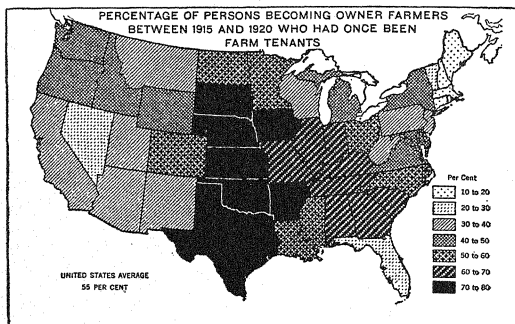 PERCENTAGE OF PERSONS BECOMING OWNER FARMERS
BETWEEN 1915 AND 1920 WHO HAD ONCE BEEN
FARM TENANTS
Per Cent
10 to 20
20 to 30
30 to 40
40 to 50
50 to 60
60 to 70
70 to 80
UNITED STATES AVERAGE
55 PER CENT